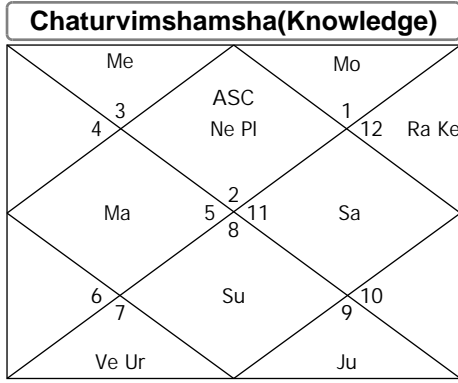 Chaturvimshamsha(Knowledge)
Me Mo
ASC
3 1
4 Ne Pl 12 Ra Ke
2
Ma 5 11 Sa
8
6 Su 10
7 9
Ve Ur Ju